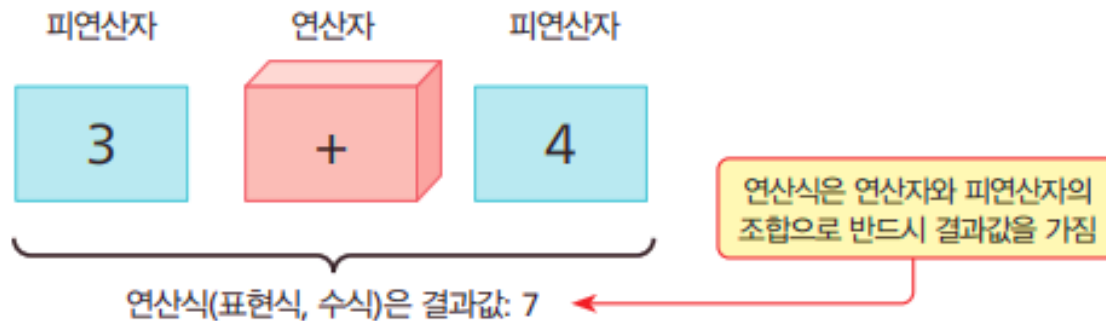 피연산자 연산자 피연산자
3 + 4
연산식은 연산자와 피연산자의
조합으로 반드시 결과값을 가짐
연산식(표현식, 수식)은 결과값: 7